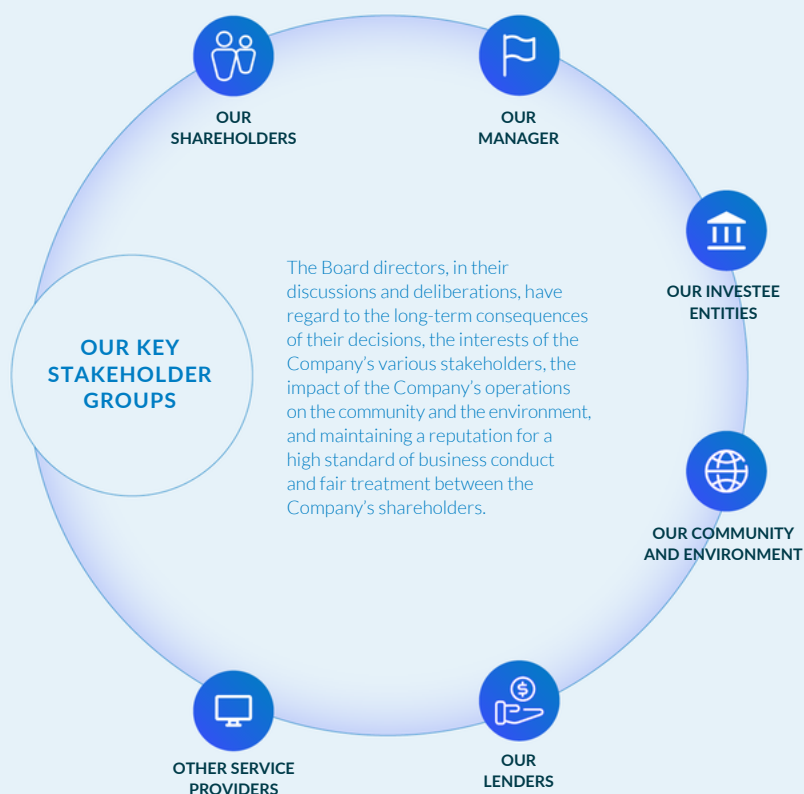 OUR
SHAREHOLDERS
OUR
MANAGER
OUR INVESTEE
ENTITIES
OUR KEY
STAKEHOLDER
GROUPS
The Board directors, in their
discussions and deliberations, have
regard to the long-term consequences
of their decisions, the interests of the
Company’s various stakeholders, the
impact of the Company’s operations
on the community and the environment,
and maintaining a reputation for a
high standard of business conduct
and fair treatment between the
Company’s shareholders.
OUR COMMUNITY
AND ENVIRONMENT
$
OUR
LENDERS
OTHER SERVICE
PROVIDERS